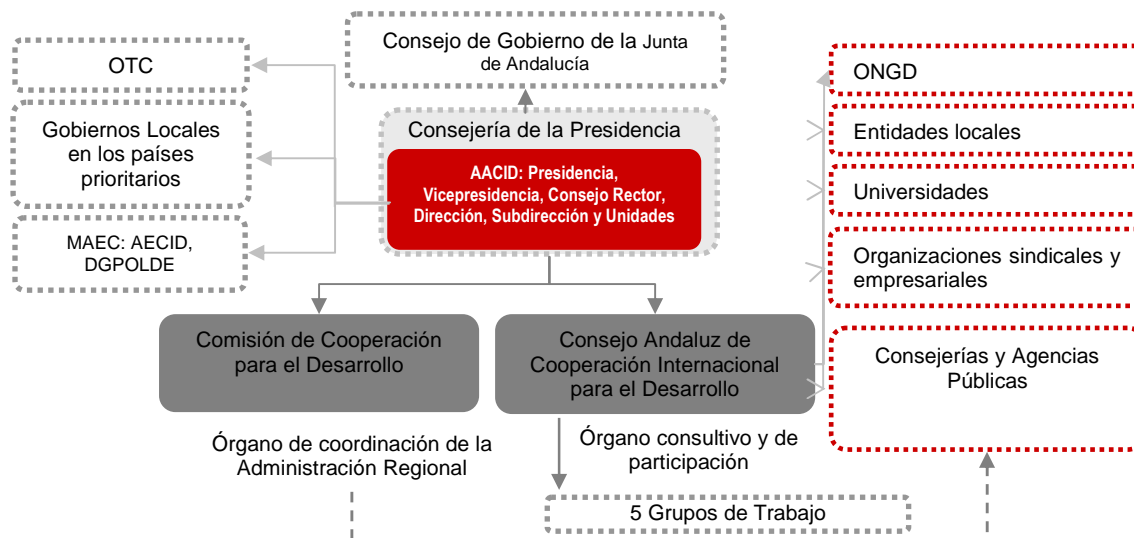 Consejo de Gobierno de la Junta
de Andalucía
OTC
Gobiernos Locales
en los países
prioritarios
MAEC: AECID,
DGPOLDE
Consejería de la Presidencia
AACID: Presidencia,
Vicepresidencia, Consejo Rector,
Dirección, Subdirección y Unidades
ONGD
Entidades locales
Universidades
Organizaciones sindicales y
empresariales
Consejerías y Agencias
Públicas
Comisión de Cooperación
para el Desarrollo
Consejo Andaluz de
Cooperación Internacional
para el Desarrollo
Órgano de coordinación de la
Administración Regional
Órgano consultivo y de
participación
5 Grupos de Trabajo